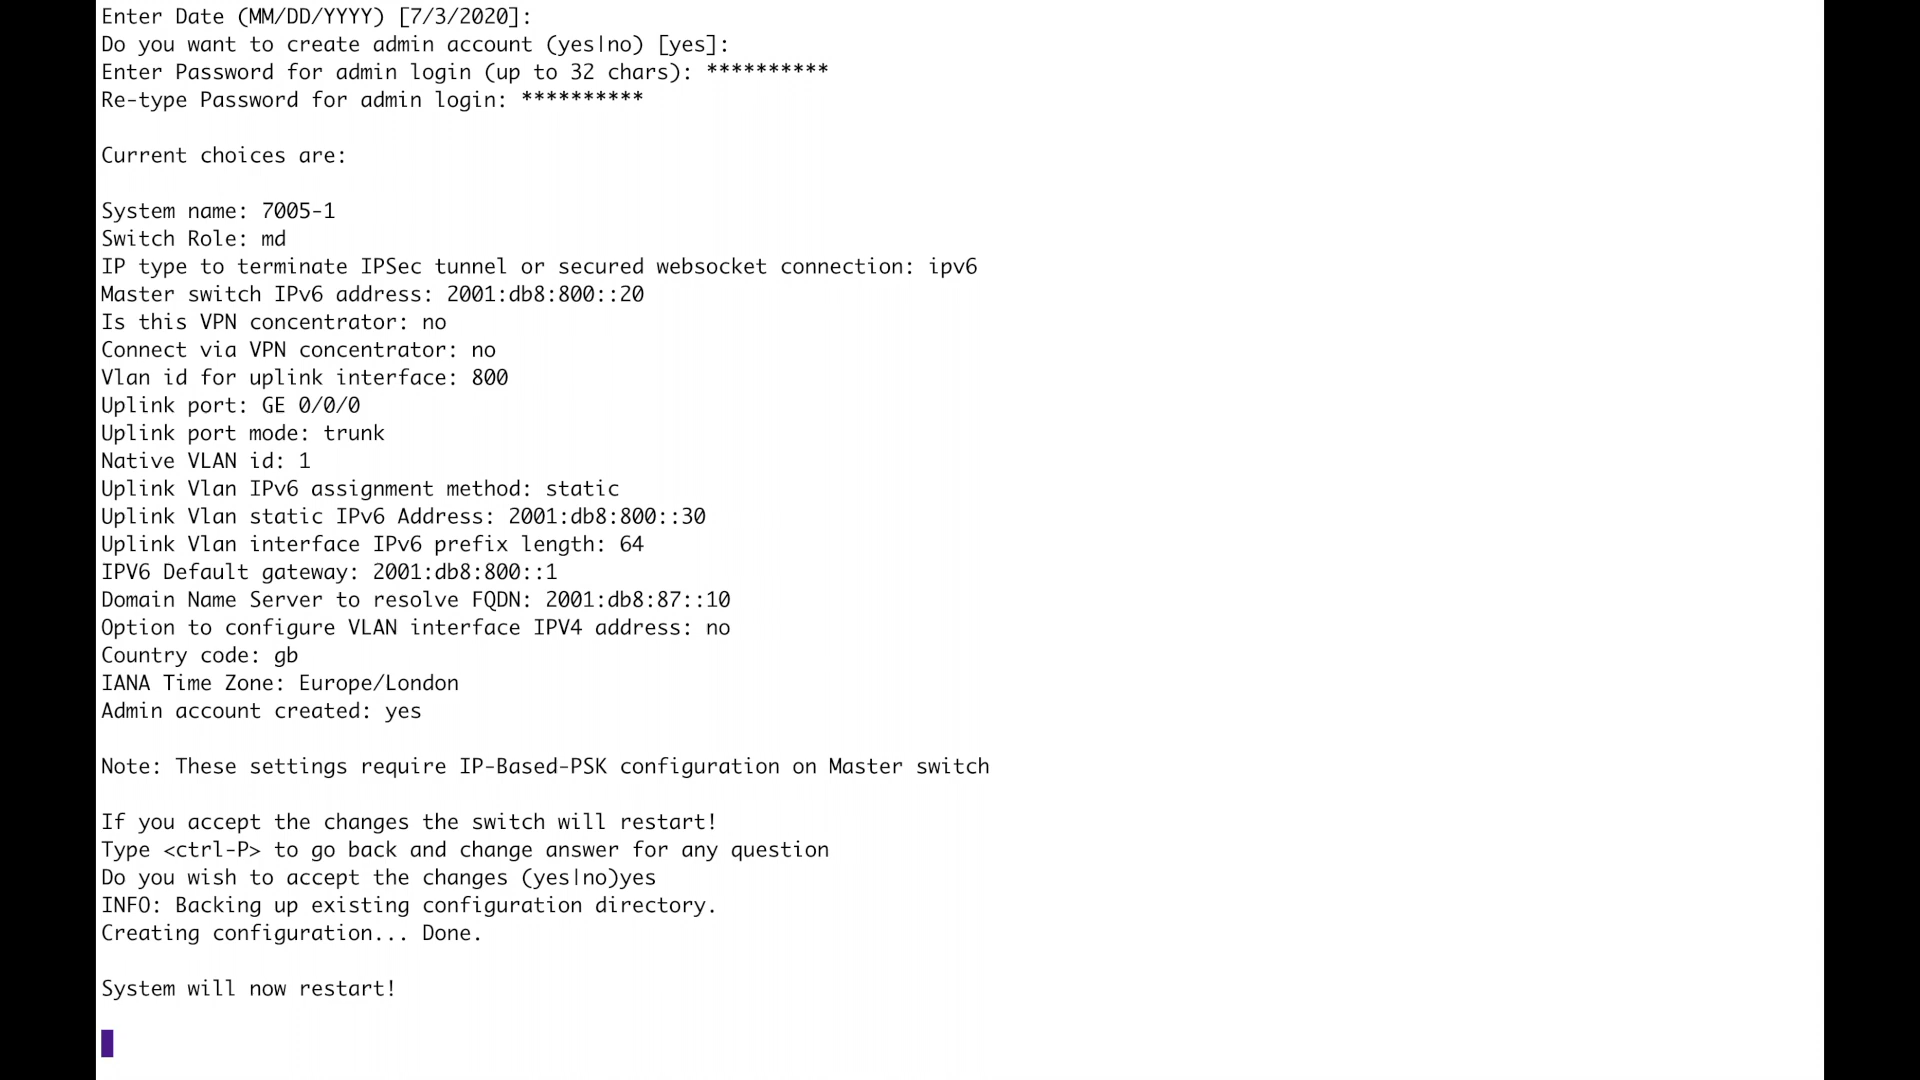 Enter Date (MM/DD/YYYY) [7/3/2020]:
Do you want to create admin account (yes|no) [yes]:
Enter Password for admin login (up to 32 chars): **********
Re-type Password for admin login: **********
Current choices are:
System name: 7005-1
Switch Role: md
IP type to terminate IPSec tunnel or secured websocket connection: ipv6
Master switch IPv6 address: 2001:db8:800::20
Is this VPN concentrator: no
Connect via VPN concentrator: no
Vlan id for uplink interface: 800
Uplink port: GE 0/0/0
Uplink port mode: trunk
Native VLAN id: 1
Uplink Vlan IPv6 assignment method: static
Uplink Vlan static IPv6 Address: 2001:db8:800::30
Uplink Vlan interface IPv6 prefix length: 64
IPV6 Default gateway: 2001:db8:800::1
Domain Name Server to resolve FQDN: 2001:db8:87::10
Option to configure VLAN interface IPV4 address: no
Country code: gb
IANA Time Zone: Europe/London
Admin account created: yes
Note: These settings require IP-Based-PSK configuration on Master switch
If you accept the changes the switch will restart!
Type <ctrl-P> to go back and change answer for any question
Do you wish to accept the changes (yes|no)yes
INFO: Backing up existing configuration directory.
Creating configuration... Done.
System will now restart!